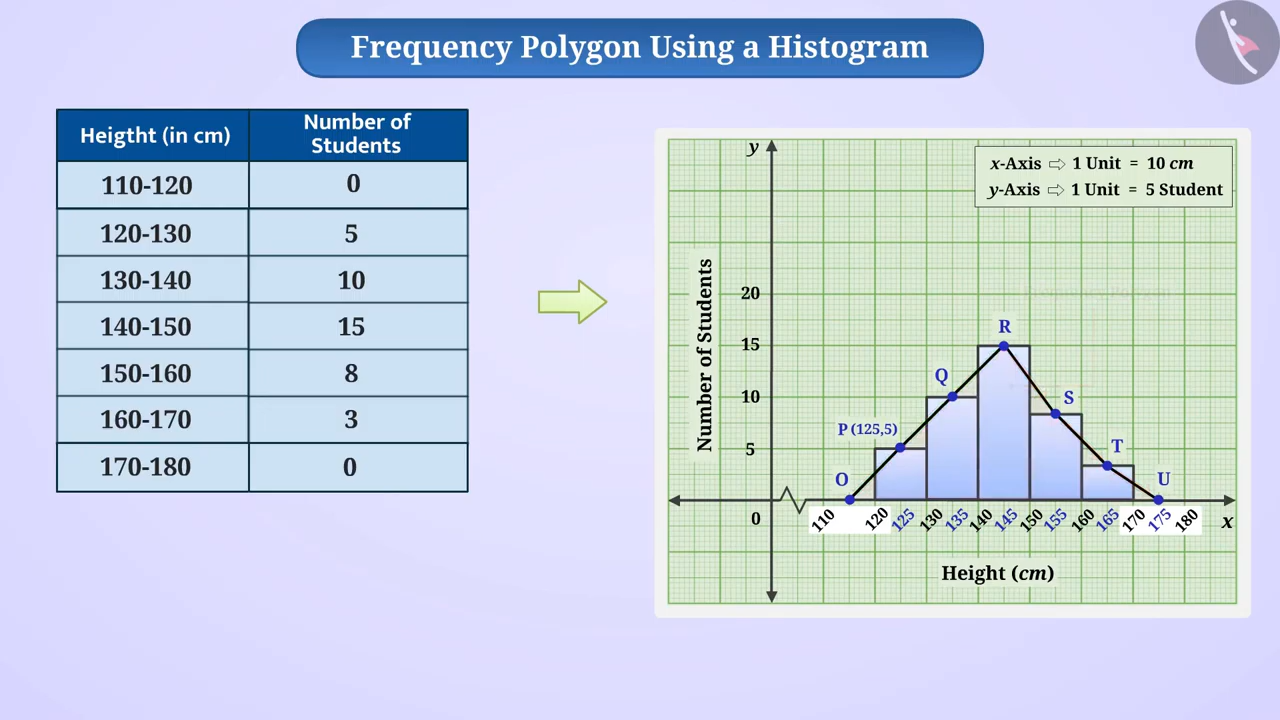 Frequency Polygon Using a Histogram
Heigtht (in cm) Number of Students
110-120 0
120-130 5
130-140 10
140-150 15
150-160 8
160-170 3
170-180 0
y
x-Axis ⇨ 1 Unit = 10 cm
y-Axis ⇨ 1 Unit = 5 Student
Number of Students
20
15
10
5
0
R
Q
S
P (125,5)
T
O
U
110 120 125 130 135 140 145 150 155 160 165 170 175 180 x
Height (cm)